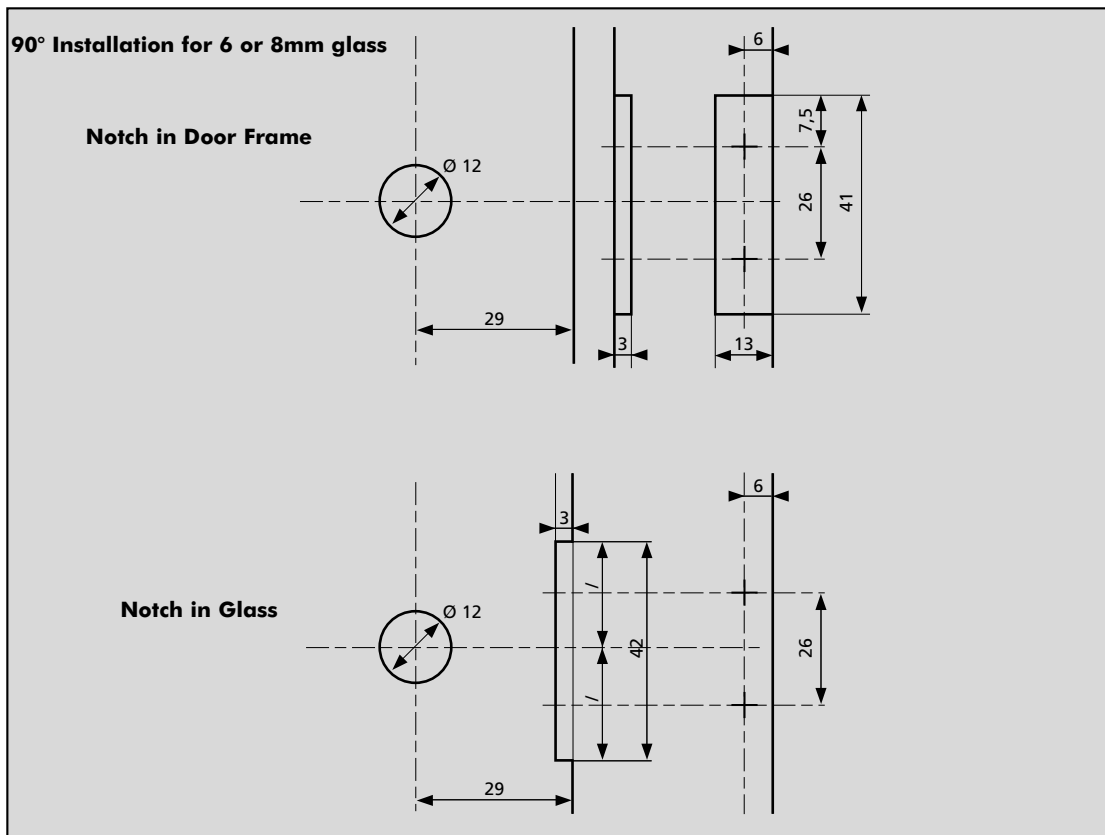 90° Installation for 6 or 8mm glass
6
Notch in Door Frame
7,5
Ø 12
26
41
29
3
13
6
3
/
Notch in Glass
Ø 12
42
26
/
29